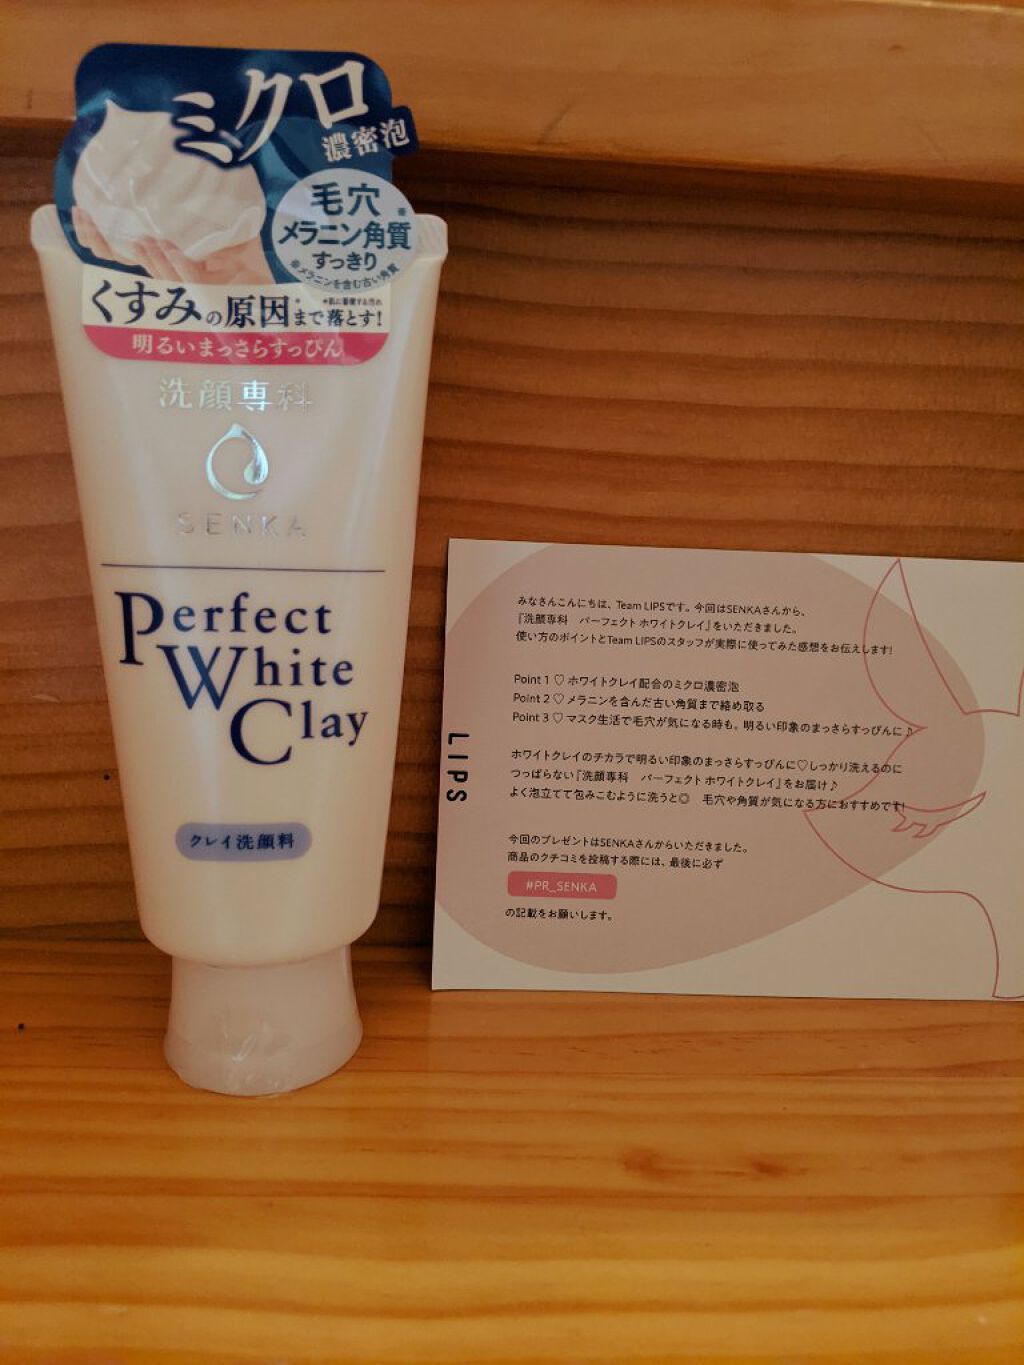 ミクロ
濃密泡
毛穴
メラニン角質※
すっきり
※メラニンを含む古い角質
くすみの原因*まで落とす!
*肌に蓄積する汚れ
明るいまっさらすっぴん
洗顔専科
SENKA
Perfect
White
Clay
クレイ洗顔料
LIPS
みなさんこんにちは、Team LIPSです。今回はSENKAさんから、
『洗顔専科 パーフェクト ホワイトクレイ』をいただきました。
使い方のポイントとTeam LIPSのスタッフが実際に使ってみた感想をお伝えします!
Point 1 ♡ ホワイトクレイ配合のミクロ濃密泡
Point 2 ♡ メラニンを含んだ古い角質まで絡め取る
Point 3 ♡ マスク生活で毛穴が気になる時も、明るい印象のまっさらすっぴんに♪
ホワイトクレイのチカラで明るい印象のまっさらすっぴんに♡しっかり洗えるのに
つっぱらない『洗顔専科 パーフェクト ホワイトクレイ』をお届け♪
よく泡立てて包みこむように洗うと◎ 毛穴や角質が気になる方におすすめです!
今回のプレゼントはSENKAさんからいただきました。
商品のクチコミを投稿する際には、最後に必ず
#PR_SENKA
の記載をお願いします。